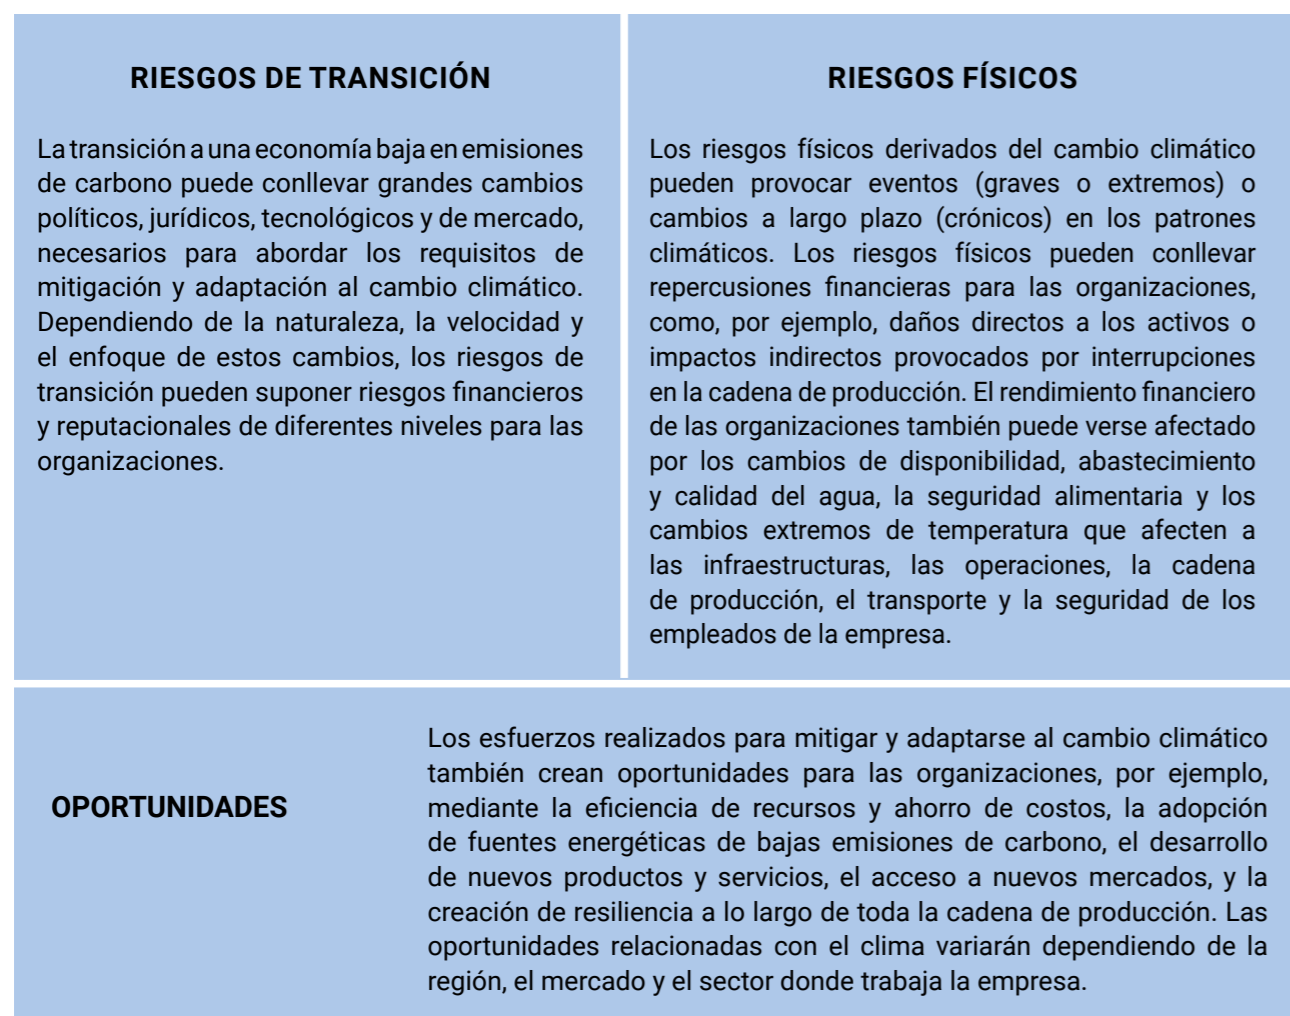 RIESGOS DE TRANSICIÓN
La transición a una economía baja en emisiones
de carbono puede conllevar grandes cambios
políticos, jurídicos, tecnológicos y de mercado,
necesarios para abordar los requisitos de
mitigación y adaptación al cambio climático.
Dependiendo de la naturaleza, la velocidad y
el enfoque de estos cambios, los riesgos de
transición pueden suponer riesgos financieros
y reputacionales de diferentes niveles para las
organizaciones.
RIESGOS FÍSICOS
Los riesgos físicos derivados del cambio climático
pueden provocar eventos (graves o extremos) o
cambios a largo plazo (crónicos) en los patrones
climáticos. Los riesgos físicos pueden conllevar
repercusiones financieras para las organizaciones,
como, por ejemplo, daños directos a los activos o
impactos indirectos provocados por interrupciones
en la cadena de producción. El rendimiento financiero
de las organizaciones también puede verse afectado
por los cambios de disponibilidad, abastecimiento
y calidad del agua, la seguridad alimentaria y los
cambios extremos de temperatura que afecten a
las infraestructuras, las operaciones, la cadena
de producción, el transporte y la seguridad de los
empleados de la empresa.
OPORTUNIDADES
Los esfuerzos realizados para mitigar y adaptarse al cambio climático
también crean oportunidades para las organizaciones, por ejemplo,
mediante la eficiencia de recursos y ahorro de costos, la adopción
de fuentes energéticas de bajas emisiones de carbono, el desarrollo
de nuevos productos y servicios, el acceso a nuevos mercados, y la
creación de resiliencia a lo largo de toda la cadena de producción. Las
oportunidades relacionadas con el clima variarán dependiendo de la
región, el mercado y el sector donde trabaja la empresa.